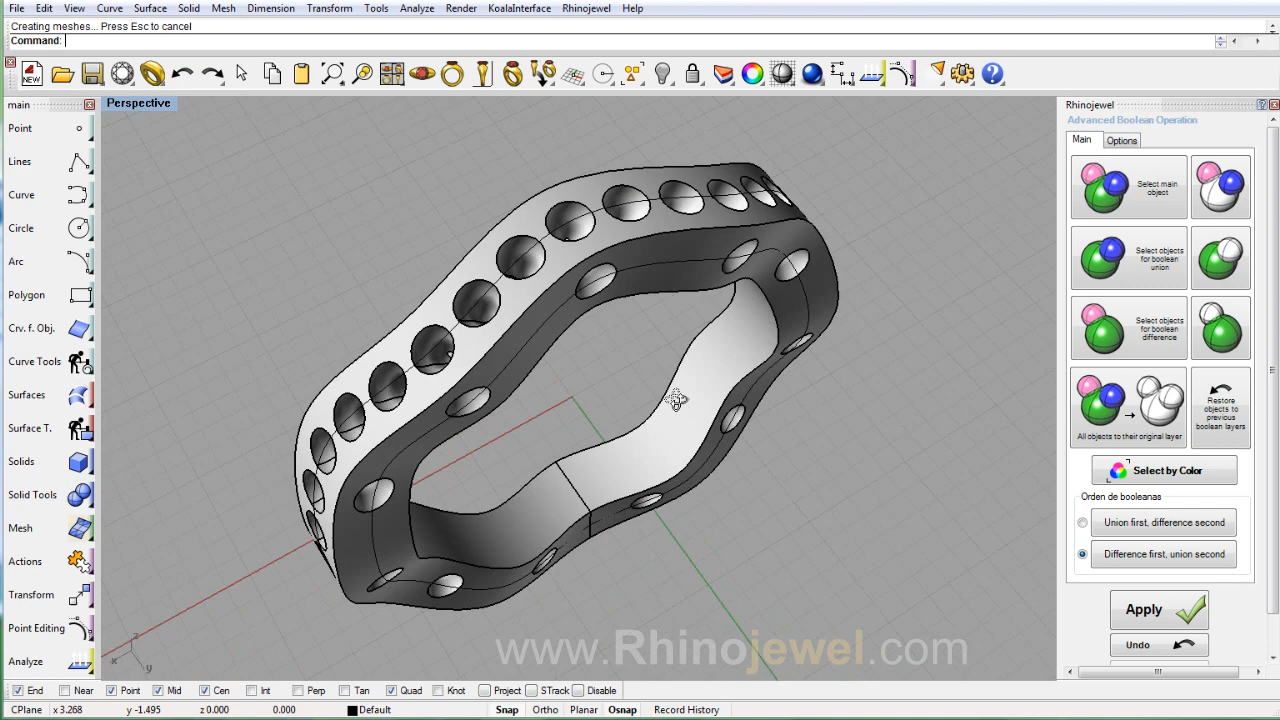 File Edit View Curve Surface Solid Mesh Dimension Transform Tools Analyze KoalaInterface Rhinojewel Help
Creating meshes... Press Esc to cancel
Command:
NEW
main
Perspective
Rhinojewel
Advanced Boolean Operation
Main Options
Point
Lines
Curve
Circle
Arc
Polygon
Crv. f. Obj.
Curve Tools
Surfaces
Surface T.
Solids
Solid Tools
Mesh
Actions
Transform
Point Editing
Analyze
Select main
object
Select objects
for boolean
union
Select objects
for boolean
difference
All objects to their original layer
Restore
objects to
previous
boolean layers
Select by Color
Orden de booleanas
Union first, difference second
Difference first, union second
Apply
Undo
z
x
y
www.Rhinojewel.com
End Near Point Mid Cen Int Perp Tan Quad Knot Project STrack Disable
CPlane x 3.268 y -1.495 z 0.000 0.000 Default Snap Ortho Planar Osnap Record History